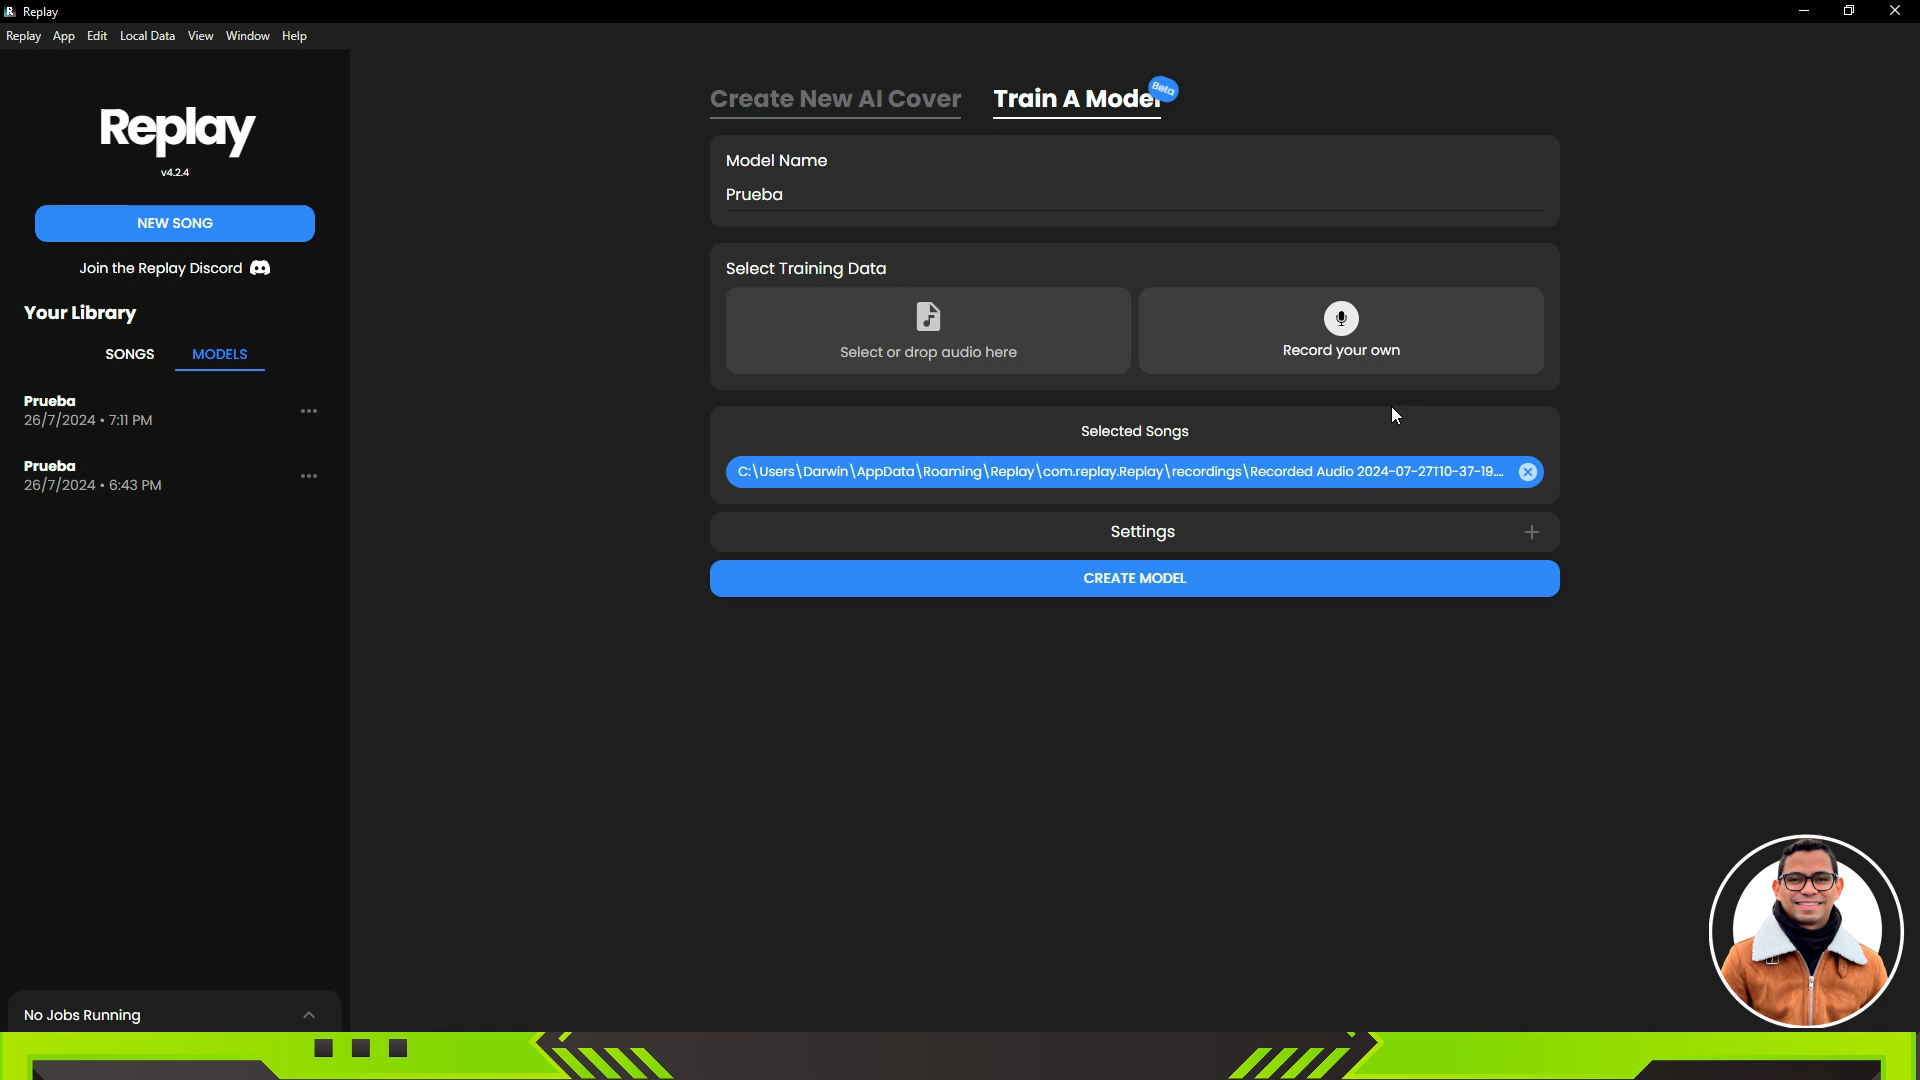 Replay
Replay App Edit Local Data View Window Help
Replay
v4.2.4
NEW SONG
Join the Replay Discord
Your Library
SONGS MODELS
Prueba
26/7/2024 • 7:11 PM
Prueba
26/7/2024 • 6:43 PM
No Jobs Running
Create New AI Cover Train A Model Beta
Model Name
Prueba
Select Training Data
Select or drop audio here
Record your own
Selected Songs
C:\Users\Darwin\AppData\Roaming\Replay\com.replay.Replay\recordings\Recorded Audio 2024-07-27T10-37-19....
Settings
CREATE MODEL